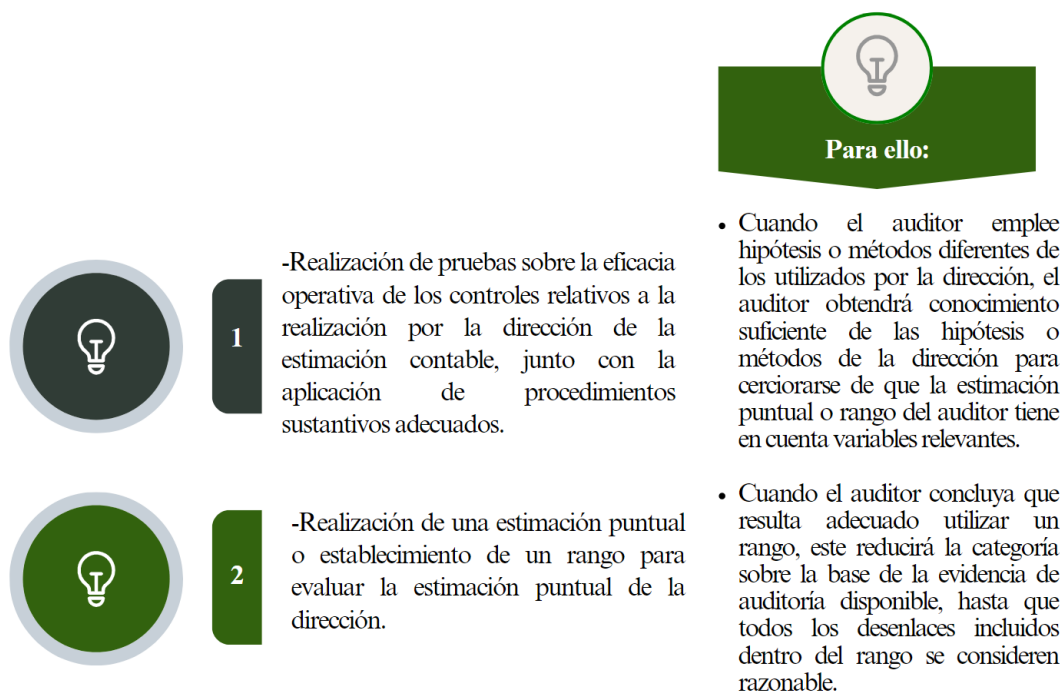 1
-Realización de pruebas sobre la eficacia
operativa de los controles relativos a la
realización por la dirección de la
estimación contable, junto con la
aplicación de procedimientos
sustantivos adecuados.
2
-Realización de una estimación puntual
o establecimiento de un rango para
evaluar la estimación puntual de la
dirección.
Para ello:
• Cuando el auditor emplee
hipótesis o métodos diferentes de
los utilizados por la dirección, el
auditor obtendrá conocimiento
suficiente de las hipótesis o
métodos de la dirección para
cerciorarse de que la estimación
puntual o rango del auditor tiene
en cuenta variables relevantes.
• Cuando el auditor concluya que
resulta adecuado utilizar un
rango, este reducirá la categoría
sobre la base de la evidencia de
auditoría disponible, hasta que
todos los desenlaces incluidos
dentro del rango se consideren
razonable.